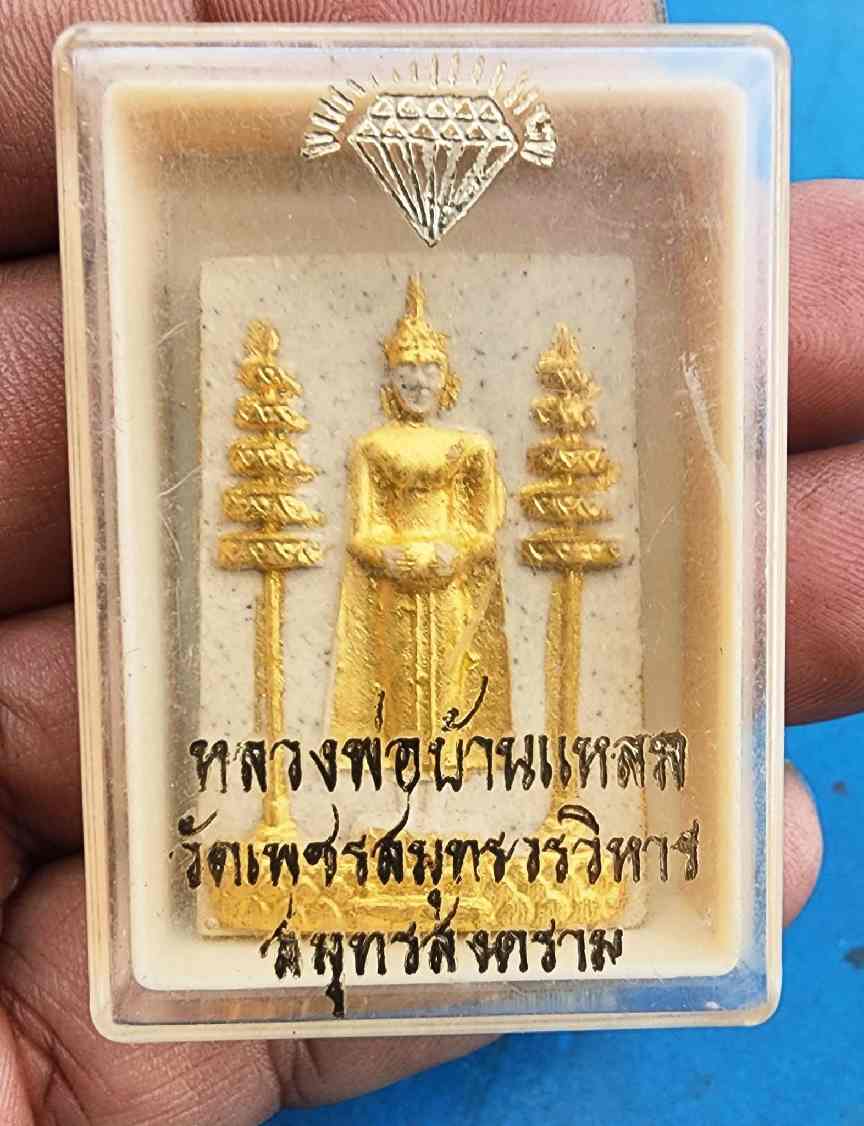 หลวงพ่อบ้านแหลม
วัดเพชรสมุทรวรวิหาร
สมุทรสงคราม